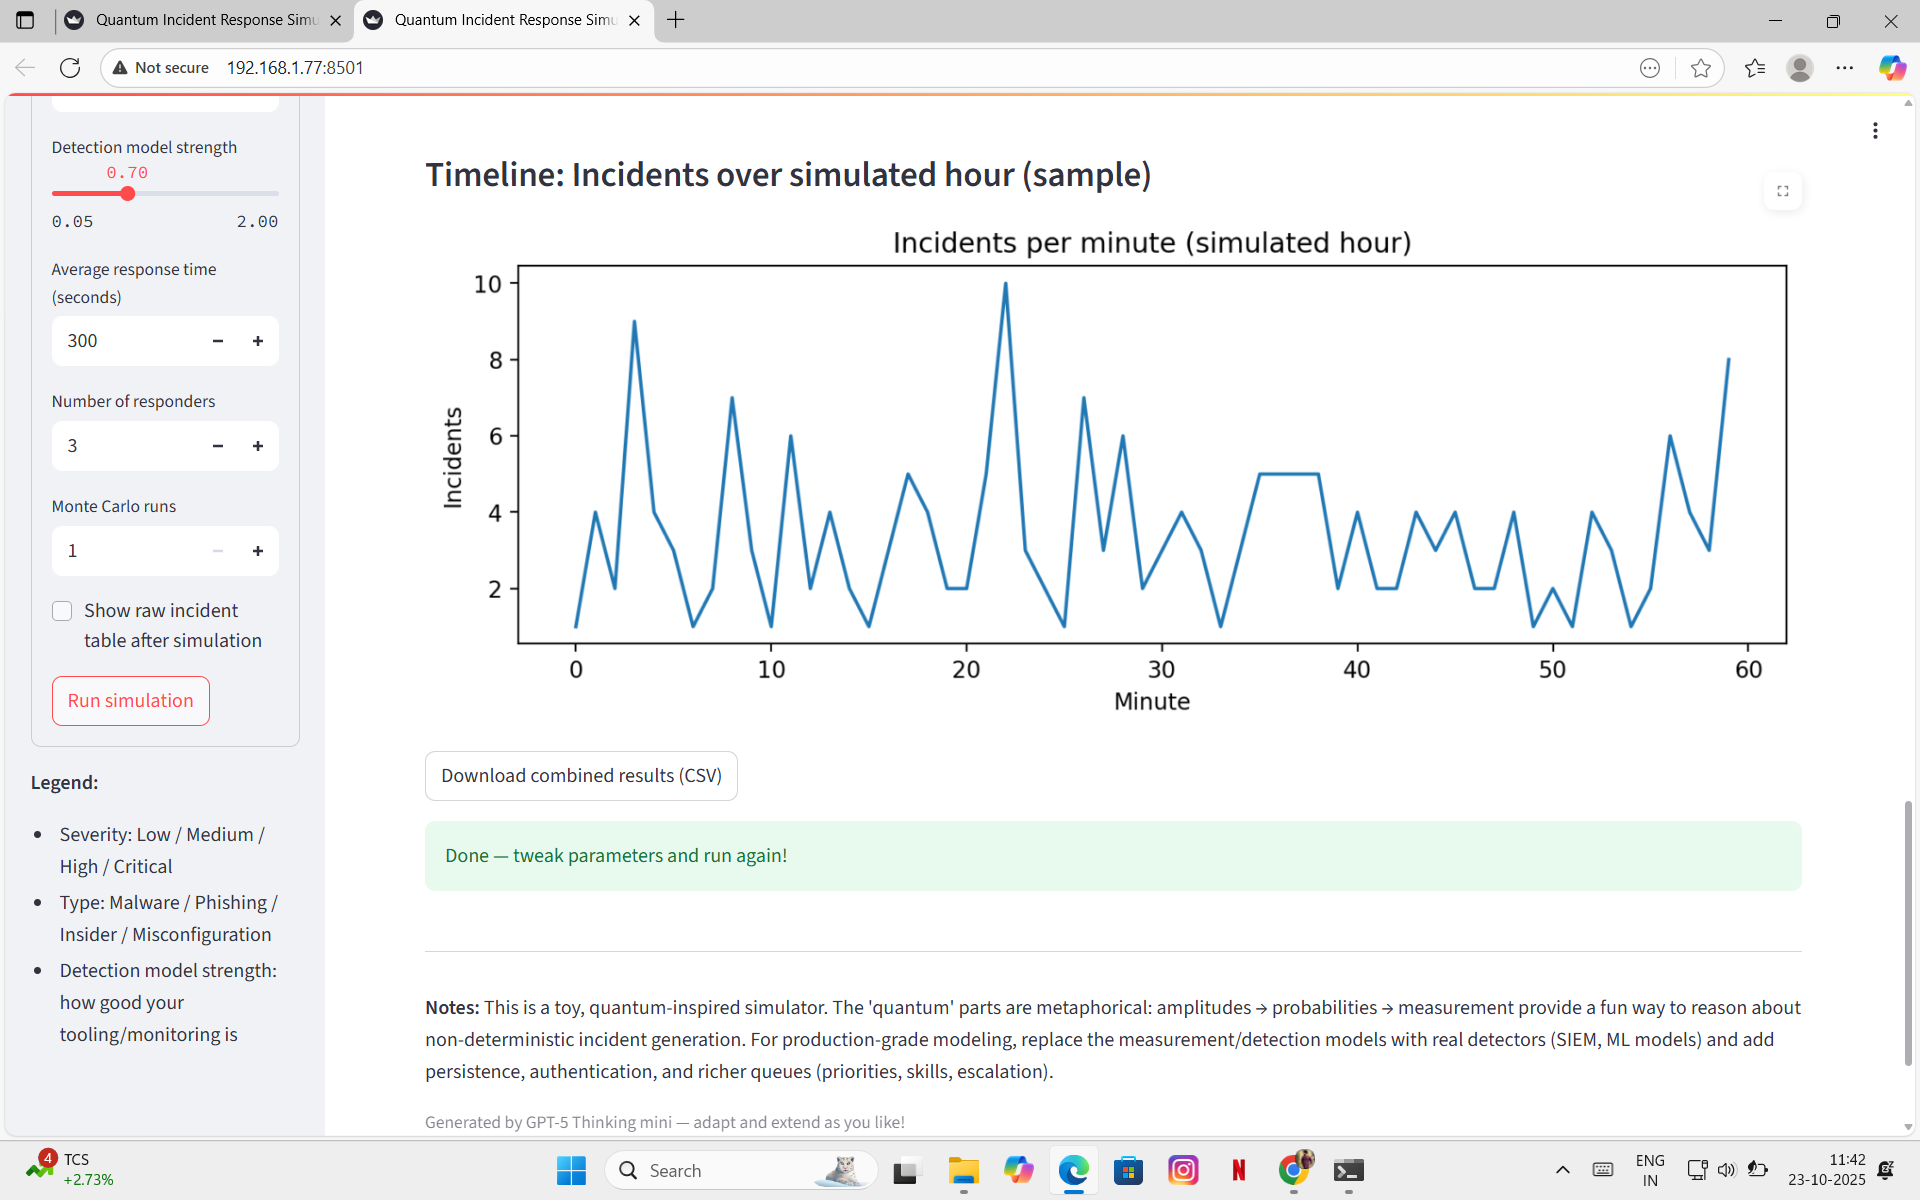 Quantum Incident Response Simu
Quantum Incident Response Simu
Not secure
192.168.1.77:8501
Detection model strength
0.70
0.05
2.00
Average response time
(seconds)
300
Number of responders
3
Monte Carlo runs
1
Show raw incident
table after simulation
Run simulation
Legend:
Severity: Low / Medium /
High / Critical
Type: Malware / Phishing /
Insider / Misconfiguration
Detection model strength:
how good your
tooling/monitoring is
Timeline: Incidents over simulated hour (sample)
Incidents per minute (simulated hour)
Incidents
10
8
6
4
2
0
10
20
30
40
50
60
Minute
Download combined results (CSV)
Done — tweak parameters and run again!
Notes: This is a toy, quantum-inspired simulator. The 'quantum' parts are metaphorical: amplitudes → probabilities → measurement provide a fun way to reason about
non-deterministic incident generation. For production-grade modeling, replace the measurement/detection models with real detectors (SIEM, ML models) and add
persistence, authentication, and richer queues (priorities, skills, escalation).
Generated by GPT-5 Thinking mini — adapt and extend as you like!
4
TCS
+2.73%
Search
N
ENG
IN
11:42
23-10-2025